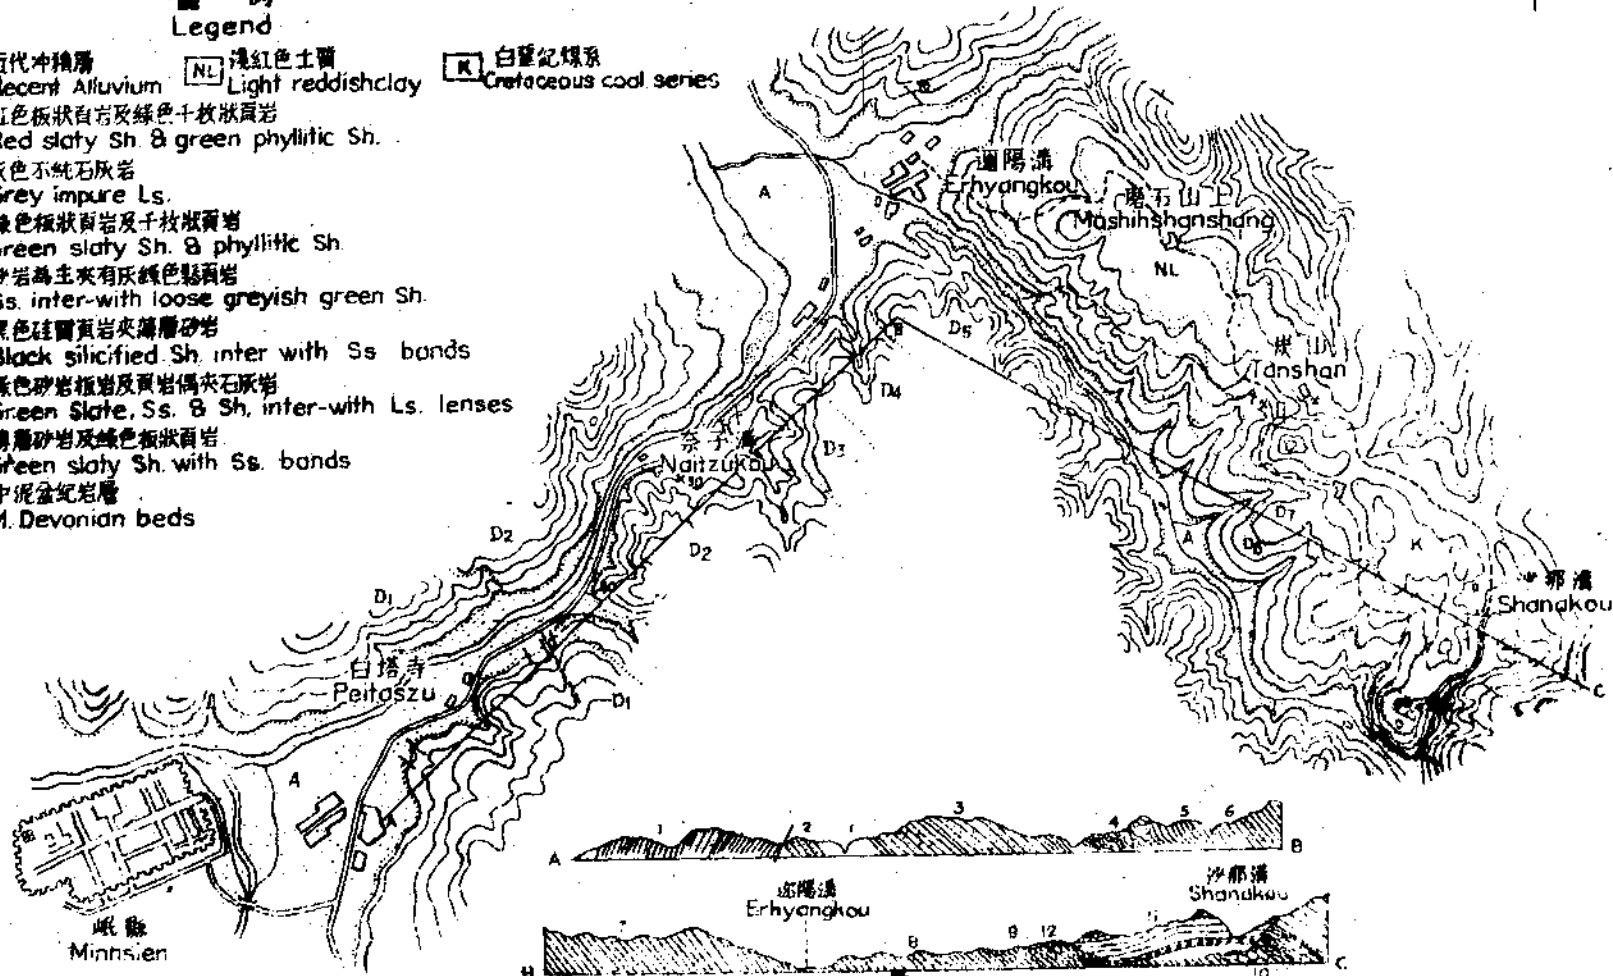 Legend
近代冲積層
Recent Alluvium
NL
淺紅色土質
Light reddishclay
K
白堊紀煤系
Cretaceous coal series
紅色板狀頁岩及綠色千枚狀頁岩
Red slaty Sh. & green phyllitic Sh.
灰色不純石灰岩
Grey impure Ls.
綠色板狀頁岩及千枚狀頁岩
Green slaty Sh. & phyllitic Sh.
砂岩為主夾有灰綠色鬆頁岩
Ss. inter-with loose greyish green Sh.
黑色硅質頁岩夾薄層砂岩
Black silicified Sh. inter with Ss bands
綠色砂岩板岩及頁岩偶夾石灰岩
Green Slate, Ss. & Sh, inter-with Ls. lenses
薄層砂岩及綠色板狀頁岩
Green slaty Sh. with Ss. bands
中泥盆紀岩層
M. Devonian beds
A
邇陽溝
Erhyangkou
磨石山上
Moshihshanshang
NL
炭山
Tanshan
B
D5
D4
D3
Naitzukou
D2
D2
D1
D1
白塔寺
Peitaszu
A
A
岷縣
Minhsien
D7
D6
A
K
沙那溝
Shanakou
C
A
1
2
1
3
4
5
6
B
邇陽溝
Erhyangkou
沙那溝
Shanakou
7
8
9
12
11
10
B
C